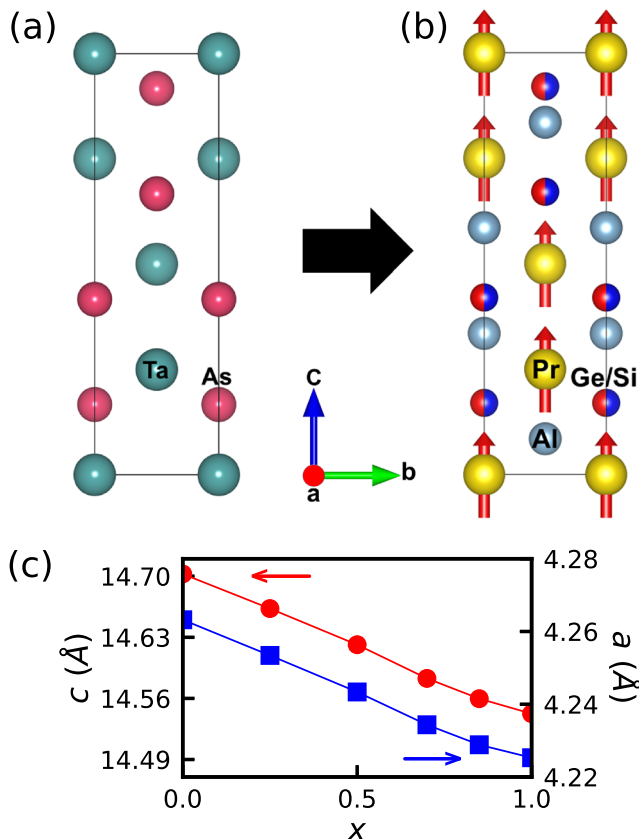 (a)
(b)
Ta
As
c
b
a
Pr
Ge/Si
Al
(c)
14.70
14.63
14.56
14.49
c (Å)
4.28
4.26
4.24
4.22
a (Å)
0.0
0.5
1.0
x